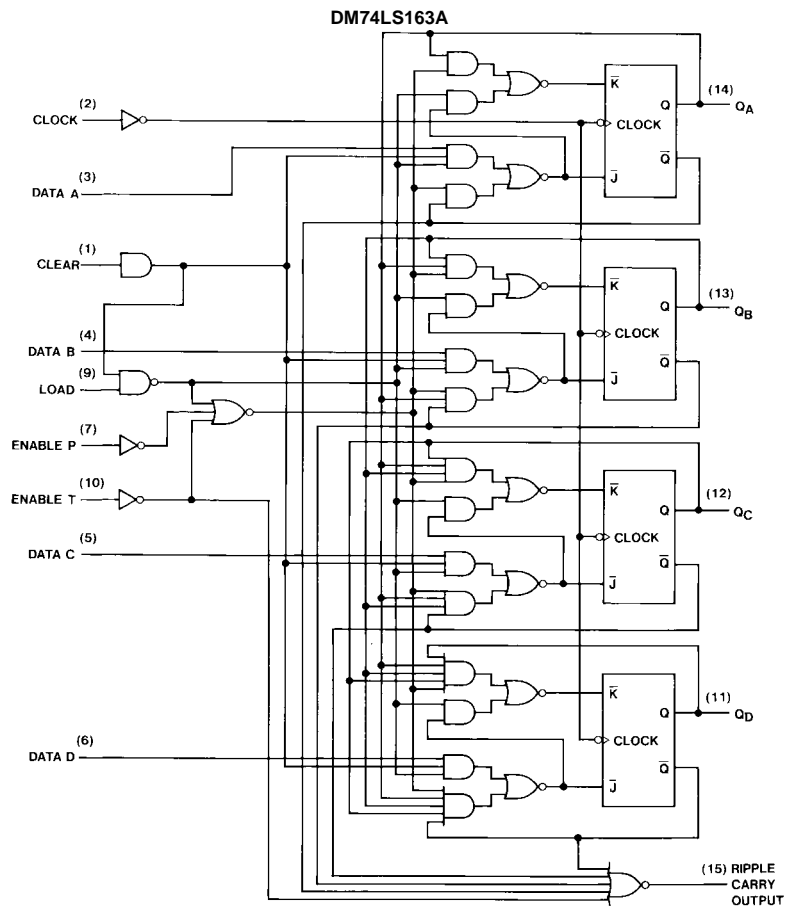 DM74LS163A
(2)
CLOCK
(3)
DATA A
(1)
CLEAR
(4)
DATA B
(9)
LOAD
(7)
ENABLE P
(10)
ENABLE T
(5)
DATA C
(6)
DATA D
K̅
Q
(14)
QA
CLOCK
Q̅
J̅
K̅
Q
(13)
QB
CLOCK
Q̅
J̅
K̅
Q
(12)
QC
CLOCK
Q̅
J̅
K̅
Q
(11)
QD
CLOCK
Q̅
J̅
(15) RIPPLE
CARRY
OUTPUT